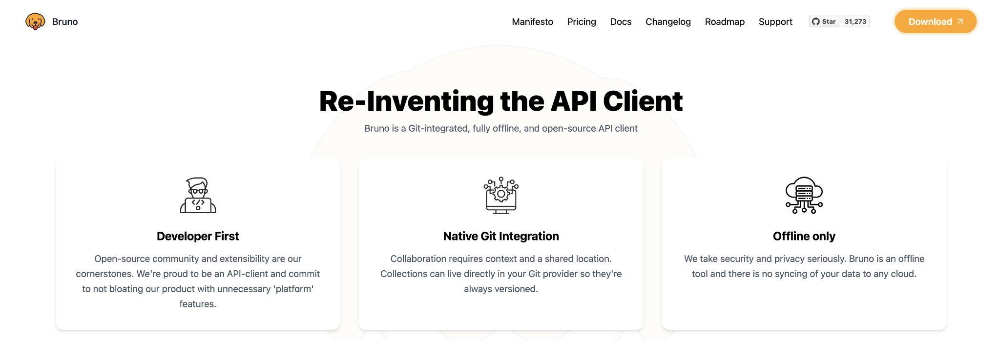 Bruno
Manifesto
Pricing
Docs
Changelog
Roadmap
Support
Star
31,273
Download
Re-Inventing the API Client
Bruno is a Git-integrated, fully offline, and open-source API client
Developer First
Open-source community and extensibility are our
cornerstones. We're proud to be an API-client and commit
to not bloating our product with unnecessary 'platform'
features.
Native Git Integration
Collaboration requires context and a shared location.
Collections can live directly in your Git provider so they're
always versioned.
Offline only
We take security and privacy seriously. Bruno is an offline
tool and there is no syncing of your data to any cloud.